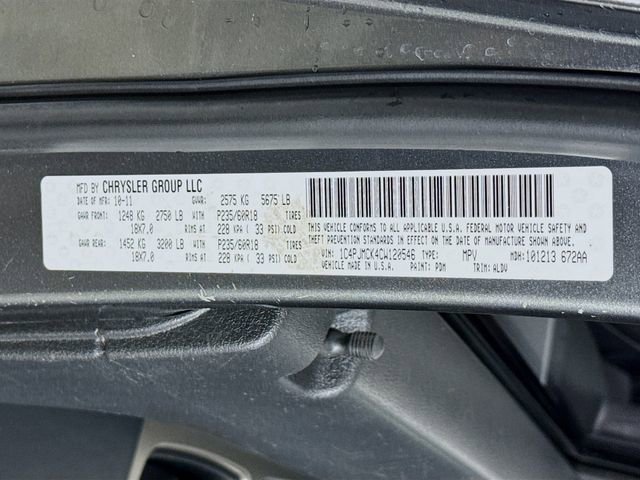 MFD BY CHRYSLER GROUP LLC
DATE OF MFR: 10-11 GVWR: 2575 KG 5675 LB
GAWR FRONT: 1248 KG 2750 LB WITH P235/60R18 TIRES
18X7.0 RIMS AT 228 KPA ( 33 PSI) COLD
GAWR REAR: 1452 KG 3200 LB WITH P235/60R18 TIRES
18X7.0 RIMS AT 228 KPA ( 33 PSI) COLD
THIS VEHICLE CONFORMS TO ALL APPLICABLE U.S.A. FEDERAL MOTOR VEHICLE SAFETY AND
THEFT PREVENTION STANDARDS IN EFFECT ON THE DATE OF MANUFACTURE SHOWN ABOVE.
VIN: 1C4PJMCK4CW120546 TYPE: MPV MDH: 101213 672AA
VEHICLE MADE IN U.S.A. PAINT: PDM TRIM: ALDV